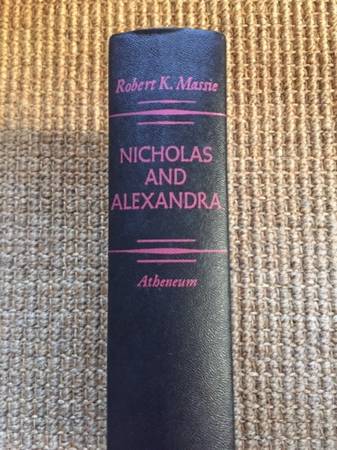 Robert K. Massie
NICHOLAS
AND
ALEXANDRA
Atheneum